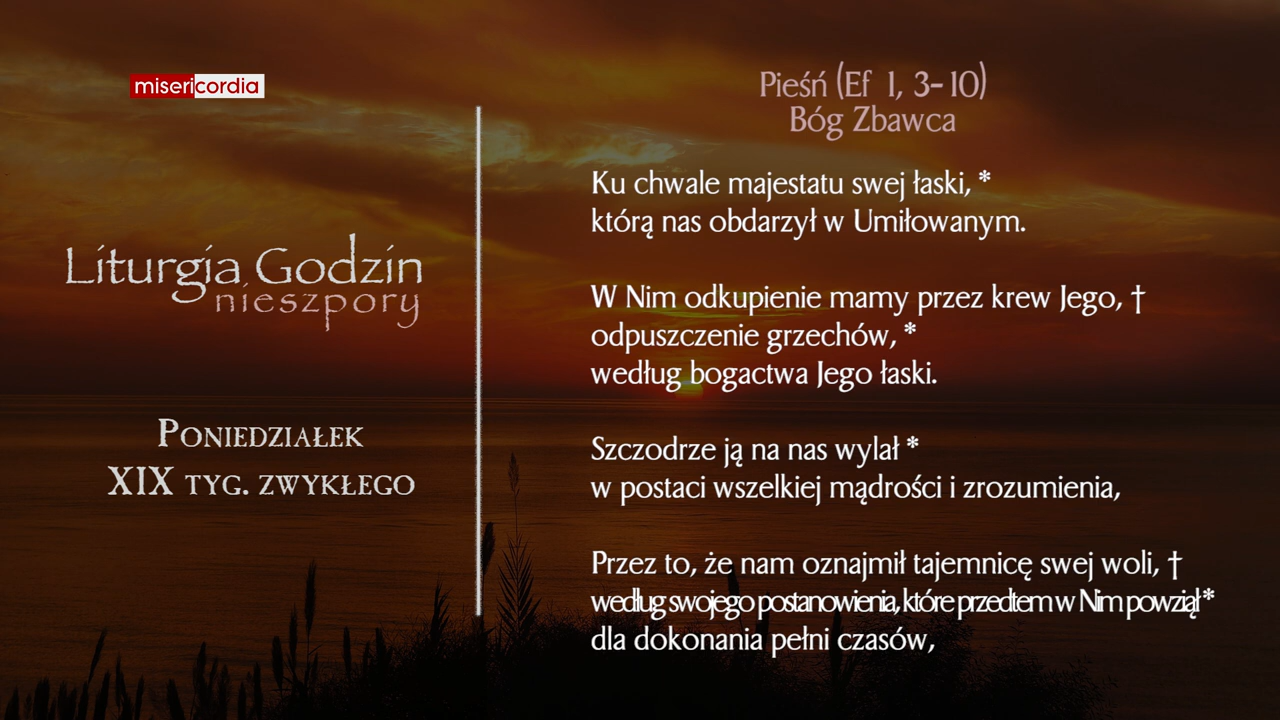 misericordia
Liturgia Godzin
nieszpory
Poniedziałek
XIX tyg. zwykłego
Pieśń (Ef 1, 3-10)
Bóg Zbawca
Ku chwale majestatu swej łaski, *
którą nas obdarzył w Umiłowanym.
W Nim odkupienie mamy przez krew Jego, †
odpuszczenie grzechów, *
według bogactwa Jego łaski.
Szczodrze ją na nas wylał *
w postaci wszelkiej mądrości i zrozumienia,
Przez to, że nam oznajmił tajemnicę swej woli, †
według swojego postanowienia, które przedtem w Nim powziął *
dla dokonania pełni czasów,